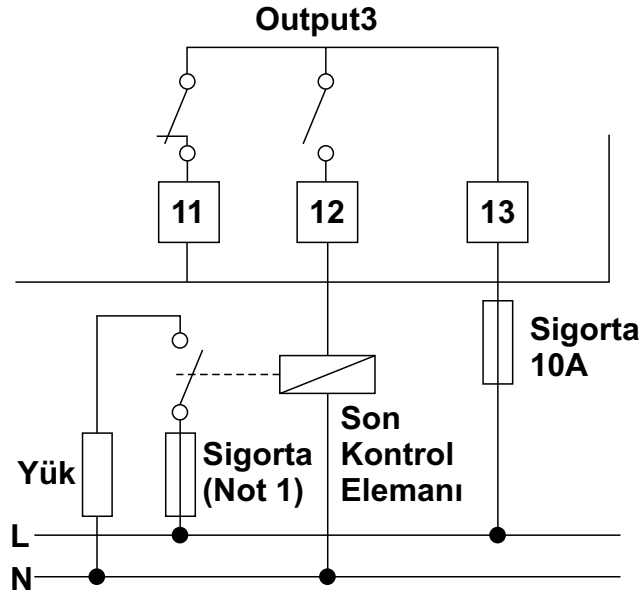 Output3
11
12
13
Sigorta
10A
Son
Kontrol
Elemanı
Sigorta
(Not 1)
Yük
L
N